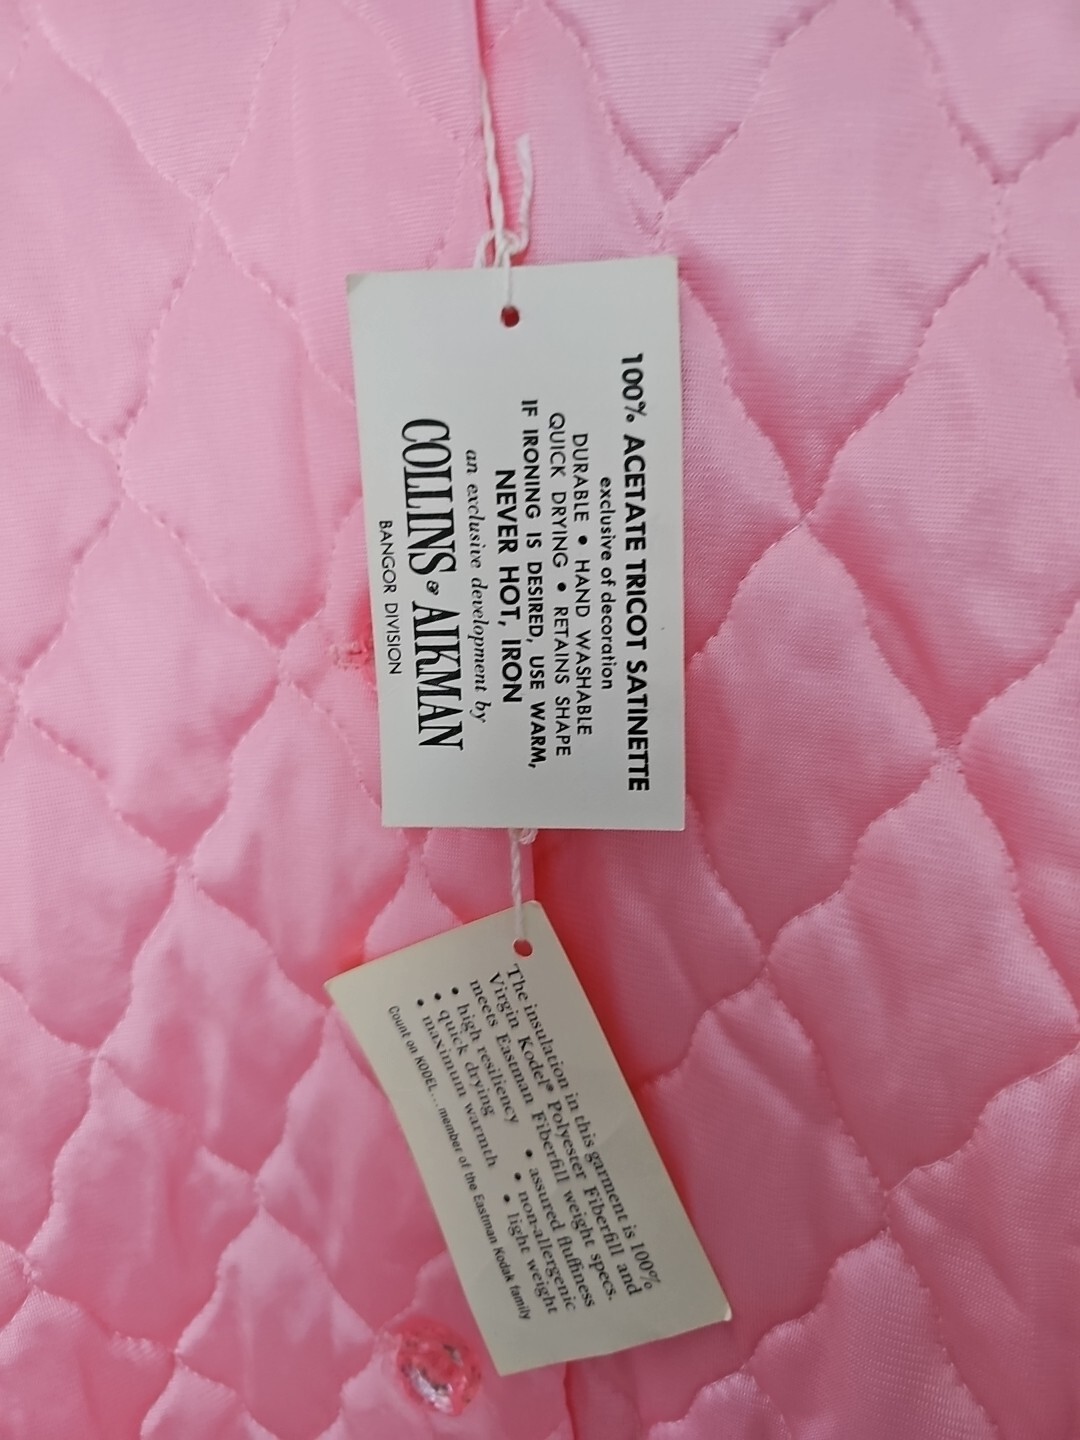 100% ACETATE TRICOT SATINETTE
exclusive of decoration
DURABLE • HAND WASHABLE
QUICK DRYING • RETAINS SHAPE
IF IRONING IS DESIRED, USE WARM,
NEVER HOT, IRON
an exclusive development by
COLLINS & AIKMAN
BANGOR DIVISION
The insulation in this garment is 100%
Virgin Kodel® Polyester Fiberfill and
meets Eastman Fiberfill weight specs.
• high resiliency • assured fluffiness
• quick drying • non-allergenic
• maximum warmth • light weight
Count on KODEL...member of the Eastman Kodak family